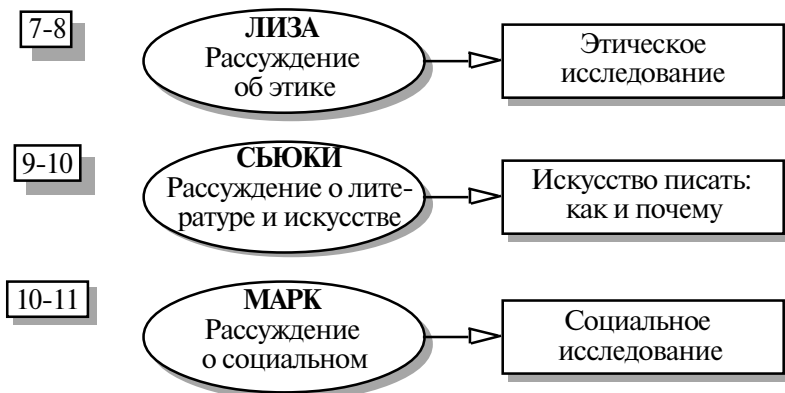 7-8
ЛИЗА
Рассуждение
об этике
Этическое
исследование
9-10
СЬЮКИ
Рассуждение о лите-
ратуре и искусстве
Искусство писать:
как и почему
10-11
МАРК
Рассуждение
о социальном
Социальное
исследование